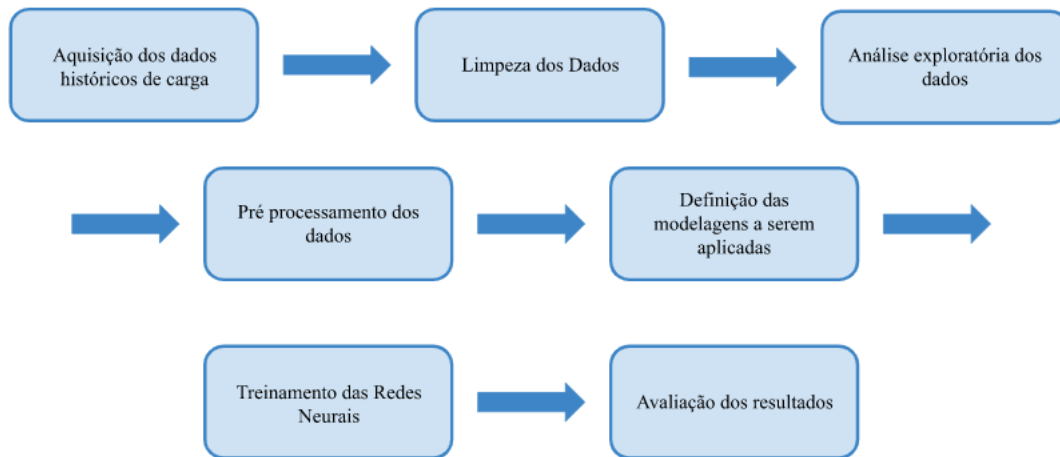 Aquisição dos dados
históricos de carga
Limpeza dos Dados
Análise exploratória dos
dados
Pré processamento dos
dados
Definição das
modelagens a serem
aplicadas
Treinamento das Redes
Neurais
Avaliação dos resultados